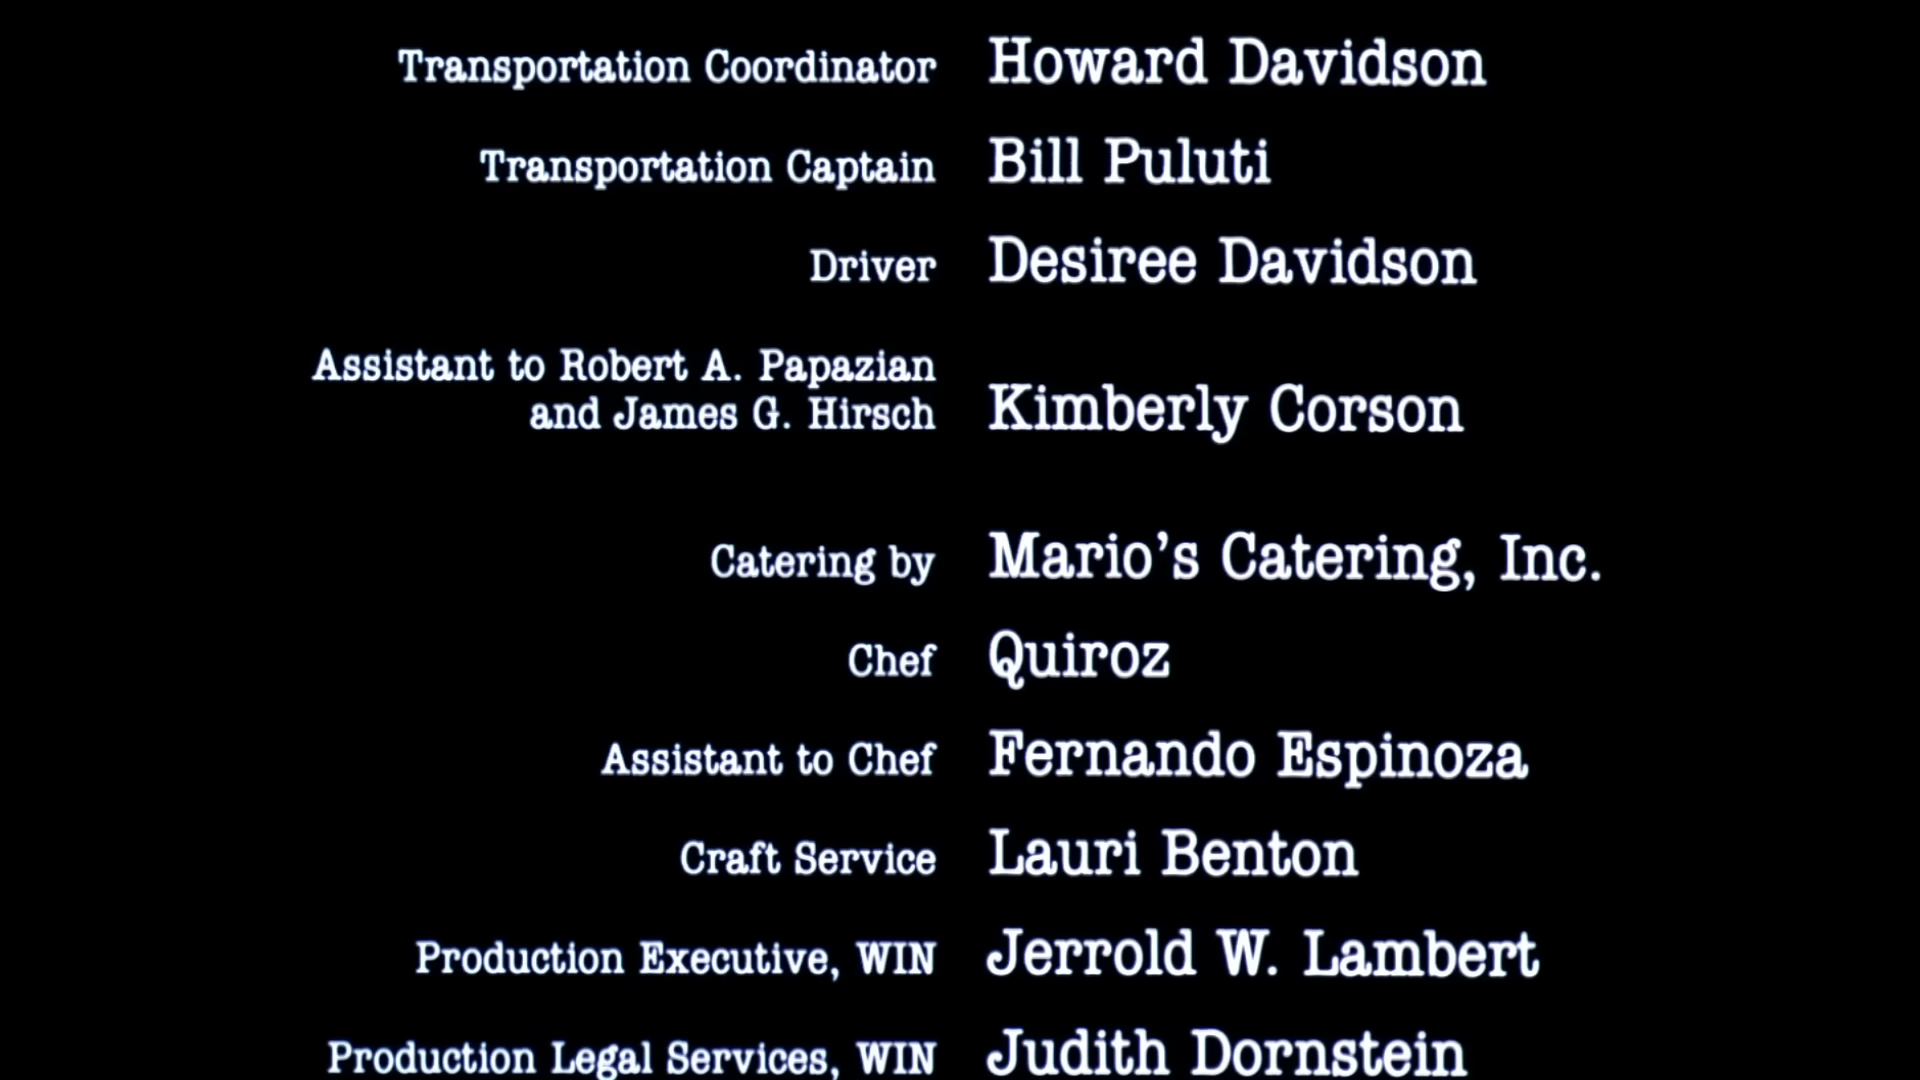 Transportation Coordinator Howard Davidson
Transportation Captain Bill Puluti
Driver Desiree Davidson
Assistant to Robert A. Papazian
and James G. Hirsch Kimberly Corson
Catering by Mario's Catering, Inc.
Chef Quiroz
Assistant to Chef Fernando Espinoza
Craft Service Lauri Benton
Production Executive, WIN Jerrold W. Lambert
Production Legal Services, WIN Judith Dornstein